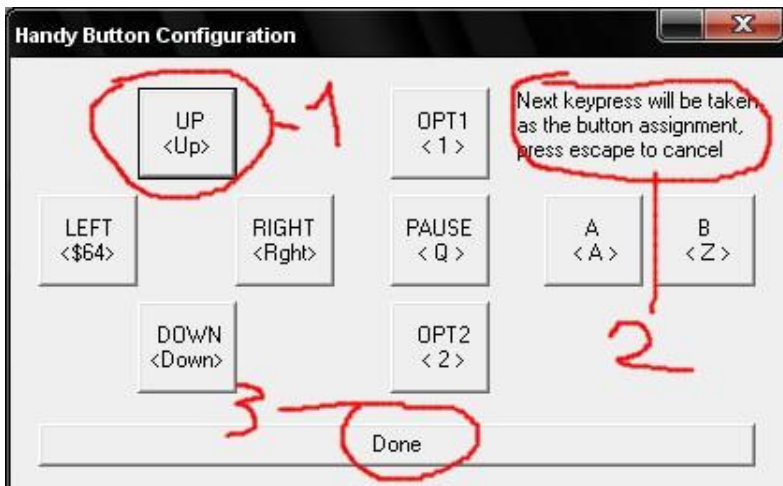 Handy Button Configuration
X
UP
<Up>
1
OPT1
< 1 >
Next keypress will be taken
as the button assignment,
press escape to cancel
LEFT
<$64>
RIGHT
<Rght>
PAUSE
< Q >
A
< A >
B
< Z >
DOWN
<Down>
OPT2
< 2 >
2
3
Done